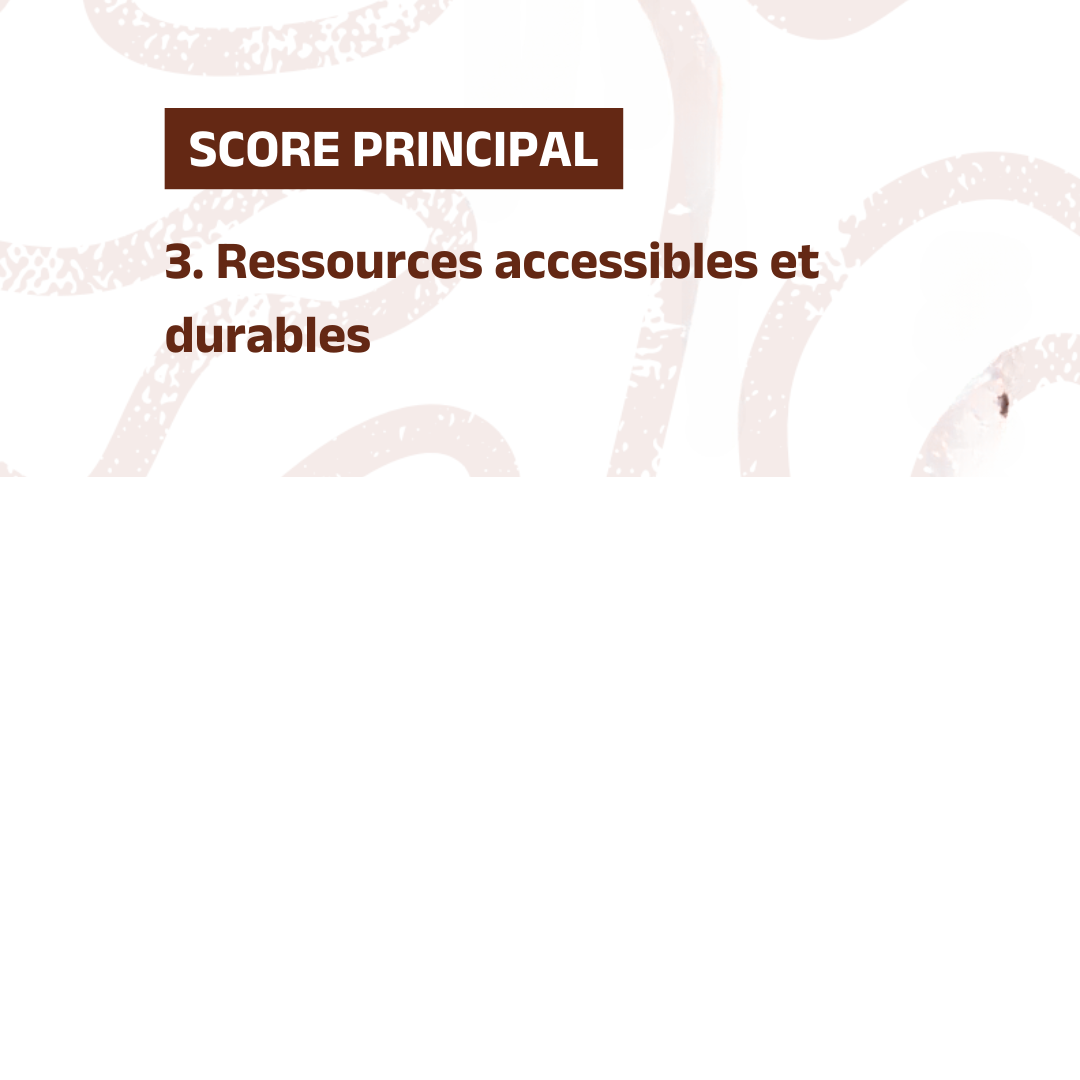 SCORE PRINCIPAL
3. Ressources accessibles et
durables